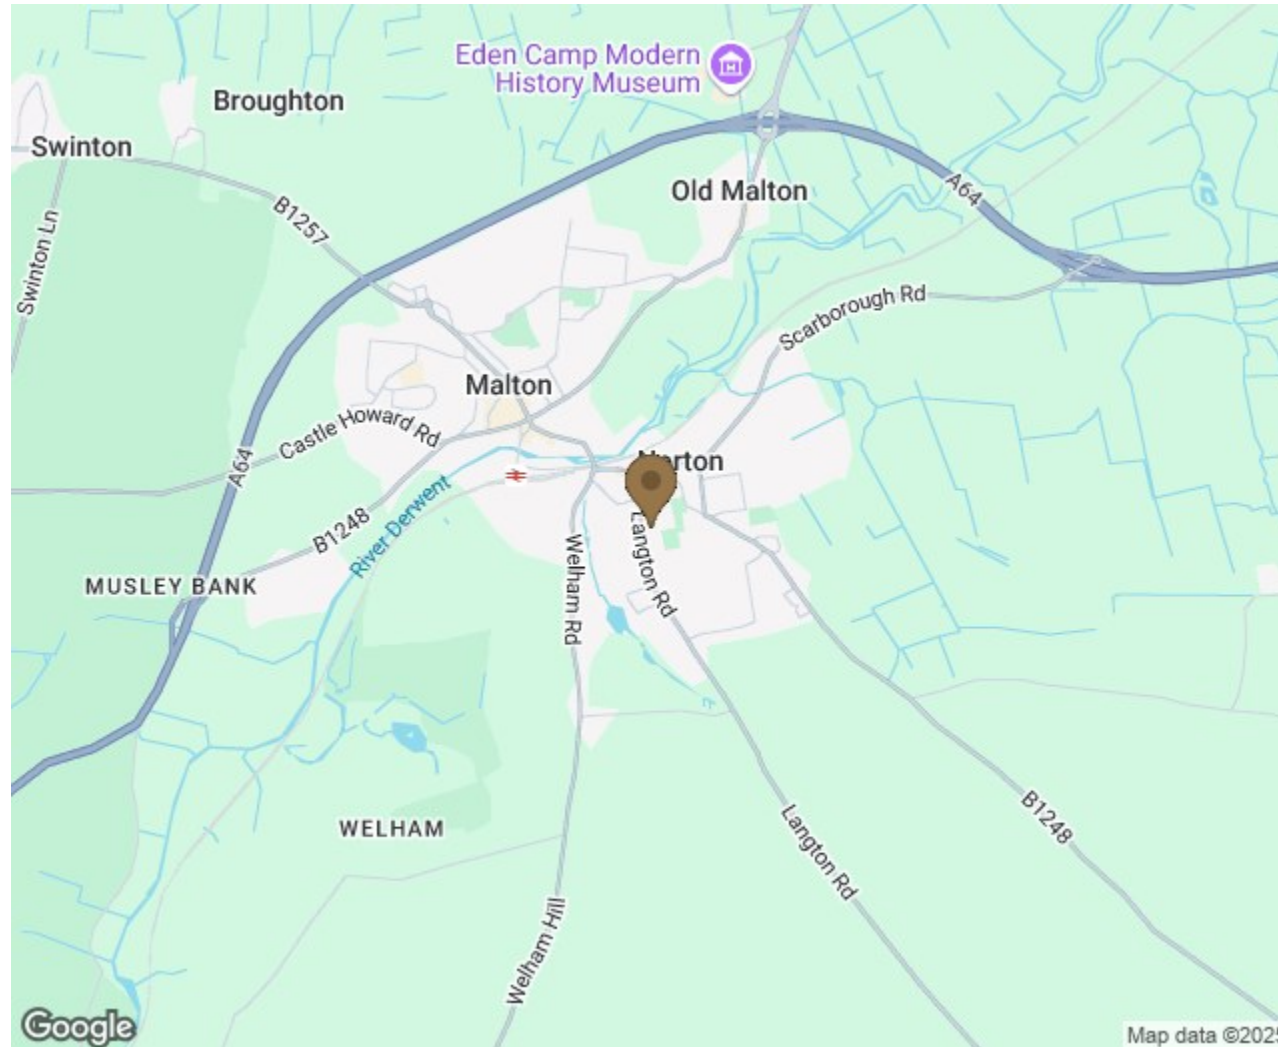 Eden Camp Modern
History Museum
Broughton
Swinton
Old Malton
A64
B1257
Swinton Ln
Scarborough Rd
Malton
Castle Howard Rd
A64
Norton
B1248
River Derwent
Langton Rd
Welham Rd
MUSLEY BANK
WELHAM
Langton Rd
B1248
Welham Hill
Google
Map data ©2025